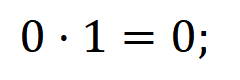 0 · 1 = 0;